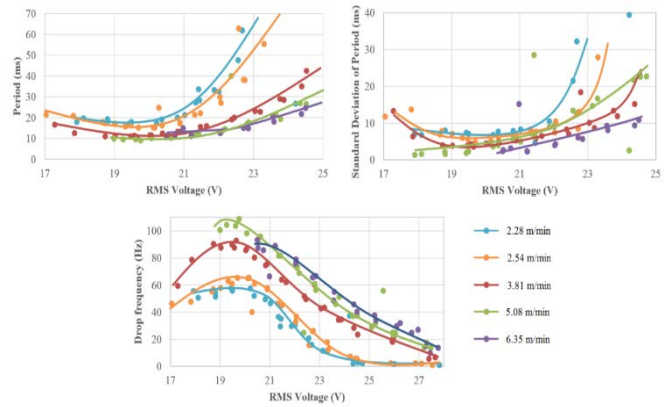 70
60
50
40
30
20
10
0
17 19 21 23 25
RMS Voltage (V)
Period (ms)
40
30
20
10
0
17 19 21 23 25
RMS Voltage (V)
Standard Deviation of Period (ms)
100
80
60
40
20
0
17 19 21 23 25 27
RMS Voltage (V)
Drop frequency (Hz)
2.28 m/min
2.54 m/min
3.81 m/min
5.08 m/min
6.35 m/min